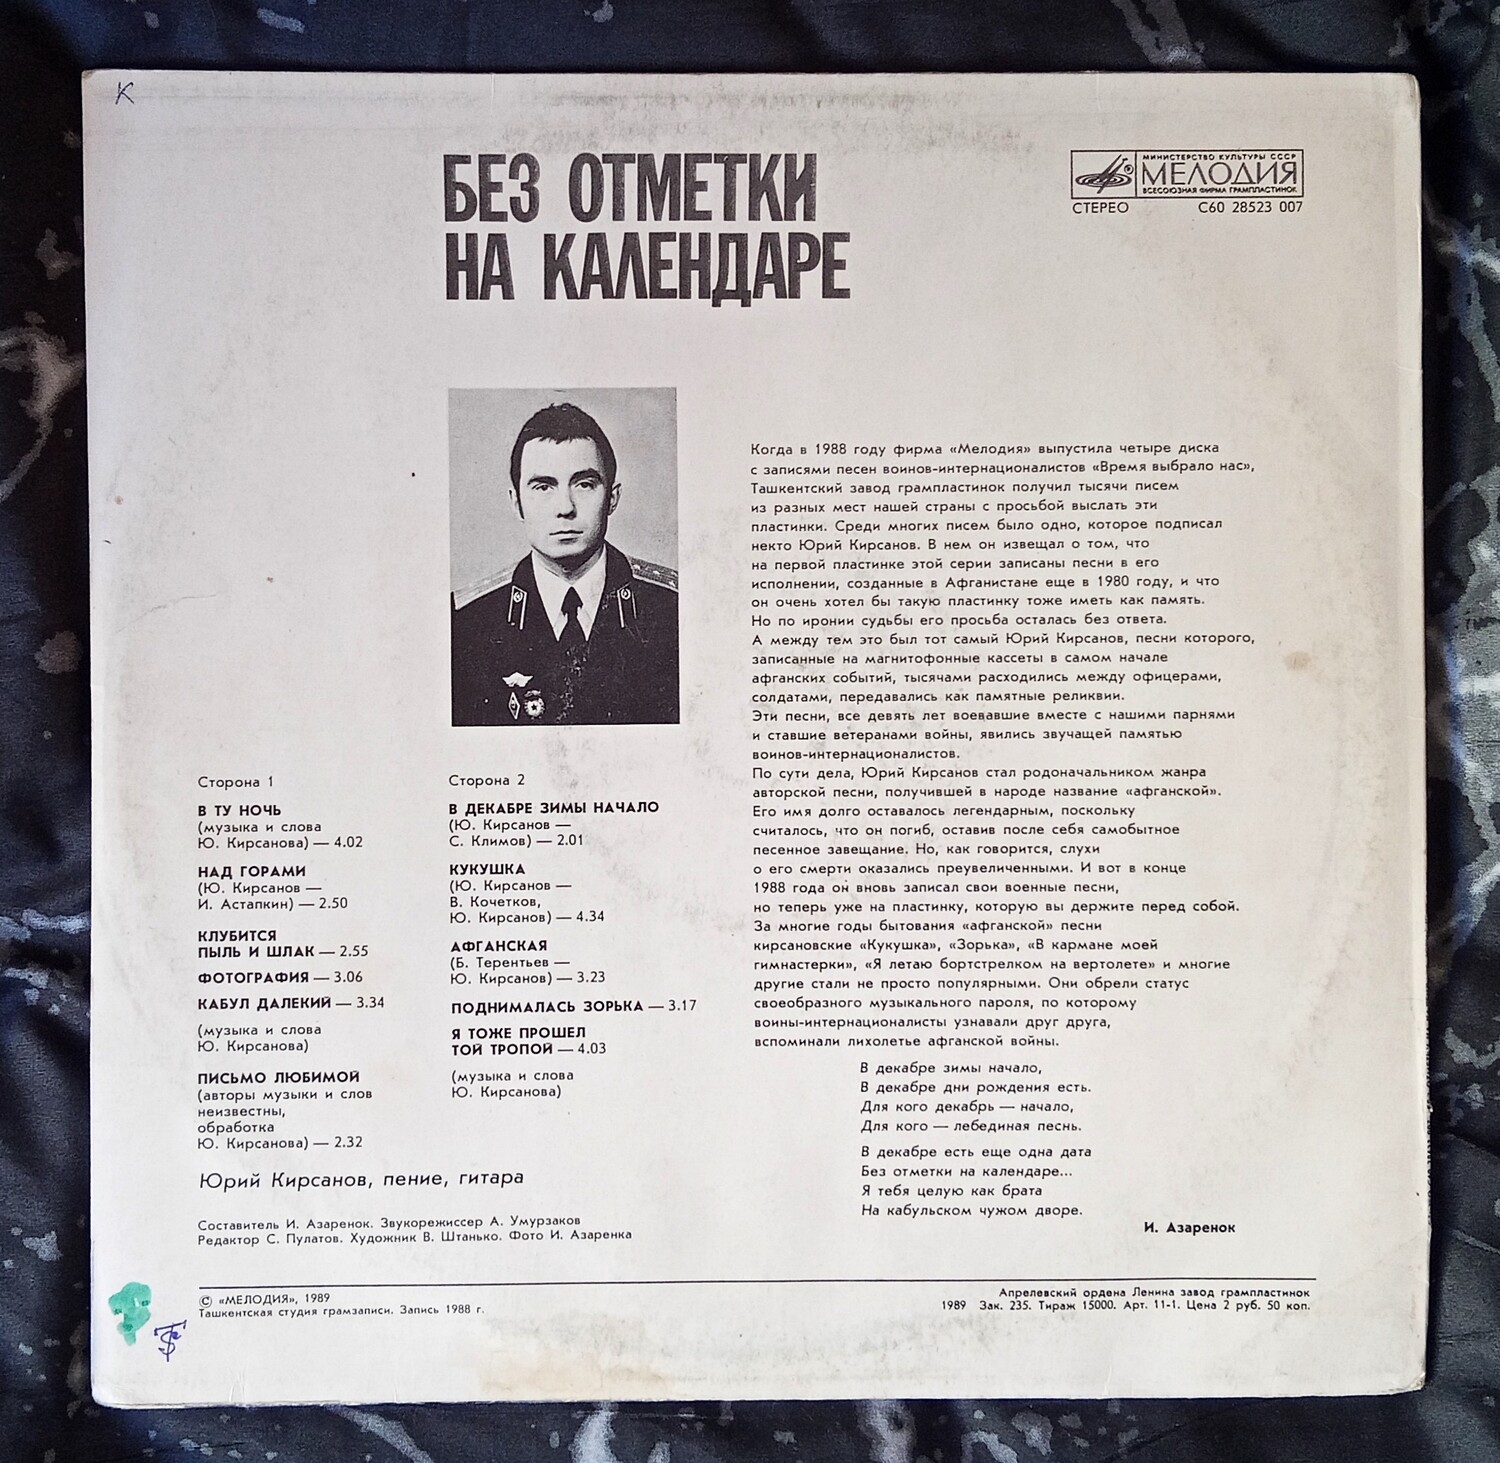 К
БЕЗ ОТМЕТКИ
НА КАЛЕНДАРЕ
МИНИСТЕРСТВО КУЛЬТУРЫ СССР
МЕЛОДИЯ
ВСЕСОЮЗНАЯ ФИРМА ГРАМПЛАСТИНОК
СТЕРЕО С60 28523 007
Когда в 1988 году фирма «Мелодия» выпустила четыре диска
с записями песен воинов-интернационалистов «Время выбрало нас»,
Ташкентский завод грампластинок получил тысячи писем
из разных мест нашей страны с просьбой выслать эти
пластинки. Среди многих писем было одно, которое подписал
некто Юрий Кирсанов. В нем он извещал о том, что
на первой пластинке этой серии записаны песни в его
исполнении, созданные в Афганистане еще в 1980 году, и что
он очень хотел бы такую пластинку тоже иметь как память.
Но по иронии судьбы его просьба осталась без ответа.
А между тем это был тот самый Юрий Кирсанов, песни которого,
записанные на магнитофонные кассеты в самом начале
афганских событий, тысячами расходились между офицерами,
солдатами, передавались как памятные реликвии.
Эти песни, все девять лет воевавшие вместе с нашими парнями
и ставшие ветеранами войны, явились звучащей памятью
воинов-интернационалистов.
По сути дела, Юрий Кирсанов стал родоначальником жанра
авторской песни, получившей в народе название «афганской».
Его имя долго оставалось легендарным, поскольку
считалось, что он погиб, оставив после себя самобытное
песенное завещание. Но, как говорится, слухи
о его смерти оказались преувеличенными. И вот в конце
1988 года он вновь записал свои военные песни,
но теперь уже на пластинку, которую вы держите перед собой.
За многие годы бытования «афганской» песни
кирсановские «Кукушка», «Зорька», «В кармане моей
гимнастерки», «Я летаю бортстрелком на вертолете» и многие
другие стали не просто популярными. Они обрели статус
своеобразного музыкального пароля, по которому
воины-интернационалисты узнавали друг друга,
вспоминали лихолетье афганской войны.
В декабре зимы начало,
В декабре дни рождения есть.
Для кого декабрь — начало,
Для кого — лебединая песнь.
В декабре есть еще одна дата
Без отметки на календаре...
Я тебя целую как брата
На кабульском чужом дворе.
И. Азаренок
Сторона 1
В ТУ НОЧЬ
(музыка и слова
Ю. Кирсанова) — 4.02
НАД ГОРАМИ
(Ю. Кирсанов —
И. Астапкин) — 2.50
КЛУБИТСЯ
ПЫЛЬ И ШЛАК — 2.55
ФОТОГРАФИЯ — 3.06
КАБУЛ ДАЛЕКИЙ — 3.34
(музыка и слова
Ю. Кирсанова)
ПИСЬМО ЛЮБИМОЙ
(авторы музыки и слов
неизвестны,
обработка
Ю. Кирсанова) — 2.32
Сторона 2
В ДЕКАБРЕ ЗИМЫ НАЧАЛО
(Ю. Кирсанов —
С. Климов) — 2.01
КУКУШКА
(Ю. Кирсанов —
В. Кочетков,
Ю. Кирсанов) — 4.34
АФГАНСКАЯ
(Б. Терентьев —
Ю. Кирсанов) — 3.23
ПОДНИМАЛАСЬ ЗОРЬКА — 3.17
Я ТОЖЕ ПРОШЕЛ
ТОЙ ТРОПОЙ — 4.03
(музыка и слова
Ю. Кирсанова)
Юрий Кирсанов, пение, гитара
Составитель И. Азаренок. Звукорежиссер А. Умурзаков
Редактор С. Пулатов. Художник В. Штанько. Фото И. Азаренка
© «МЕЛОДИЯ», 1989
Ташкентская студия грамзаписи. Запись 1988 г.
Апрелевский ордена Ленина завод грампластинок
1989 Зак. 235. Тираж 15000. Арт. 11-1. Цена 2 руб. 50 коп.